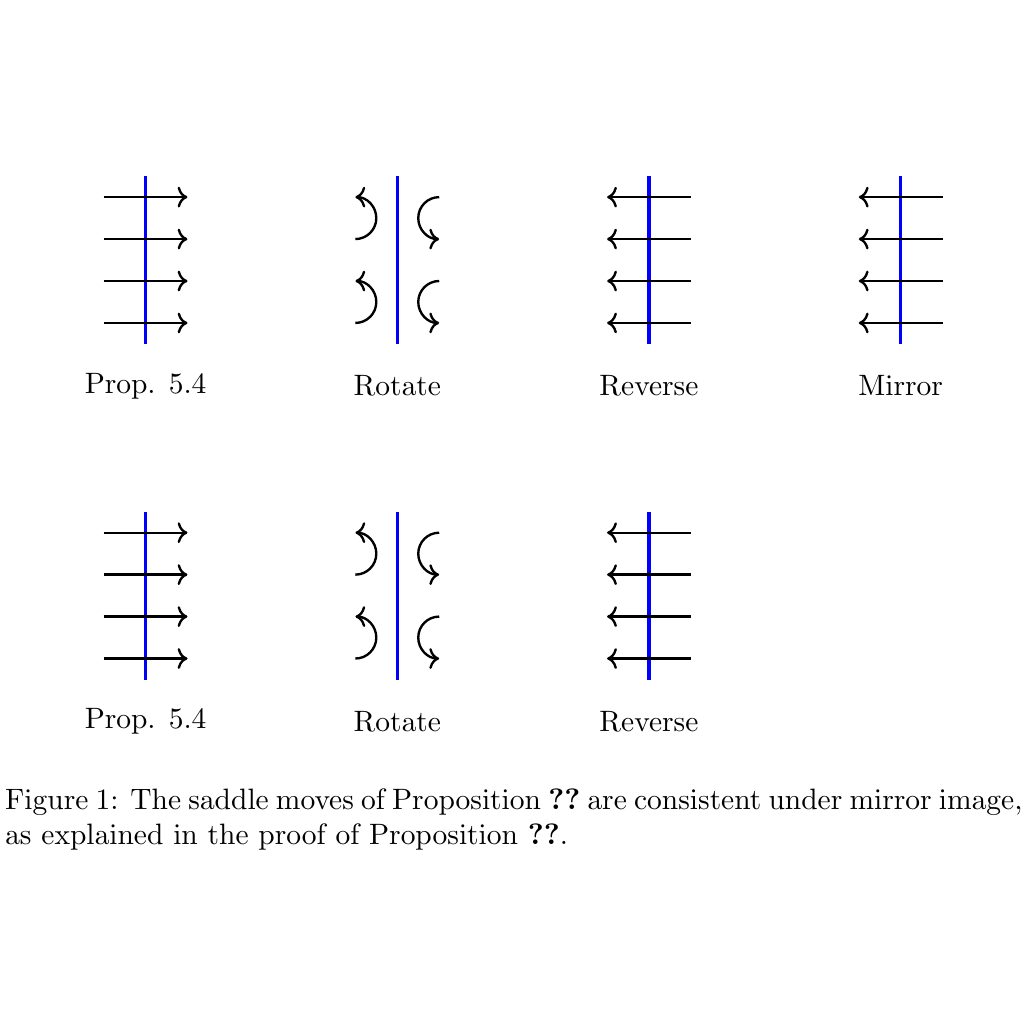 Prop. 5.4 Rotate Reverse Mirror
Prop. 5.4 Rotate Reverse
Figure 1: The saddle moves of Proposition ?? are consistent under mirror image,
as explained in the proof of Proposition ??.